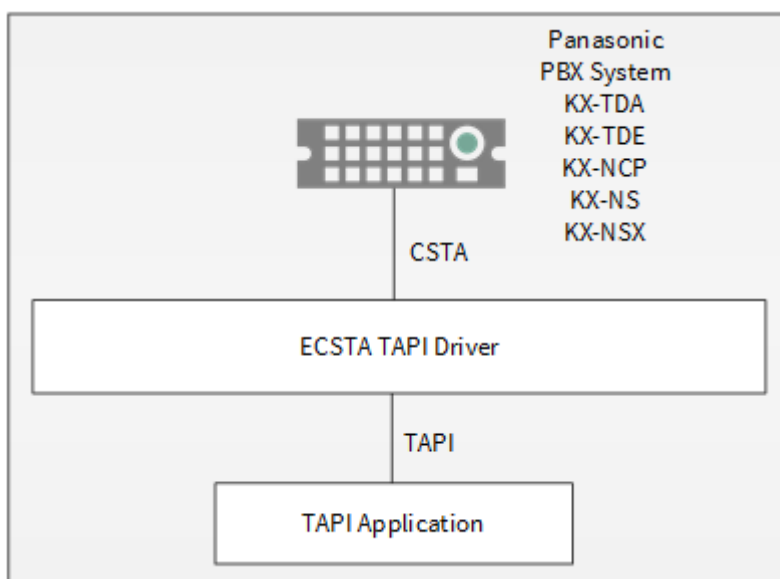 Panasonic
PBX System
KX-TDA
KX-TDE
KX-NCP
KX-NS
KX-NSX
CSTA
ECSTA TAPI Driver
TAPI
TAPI Application